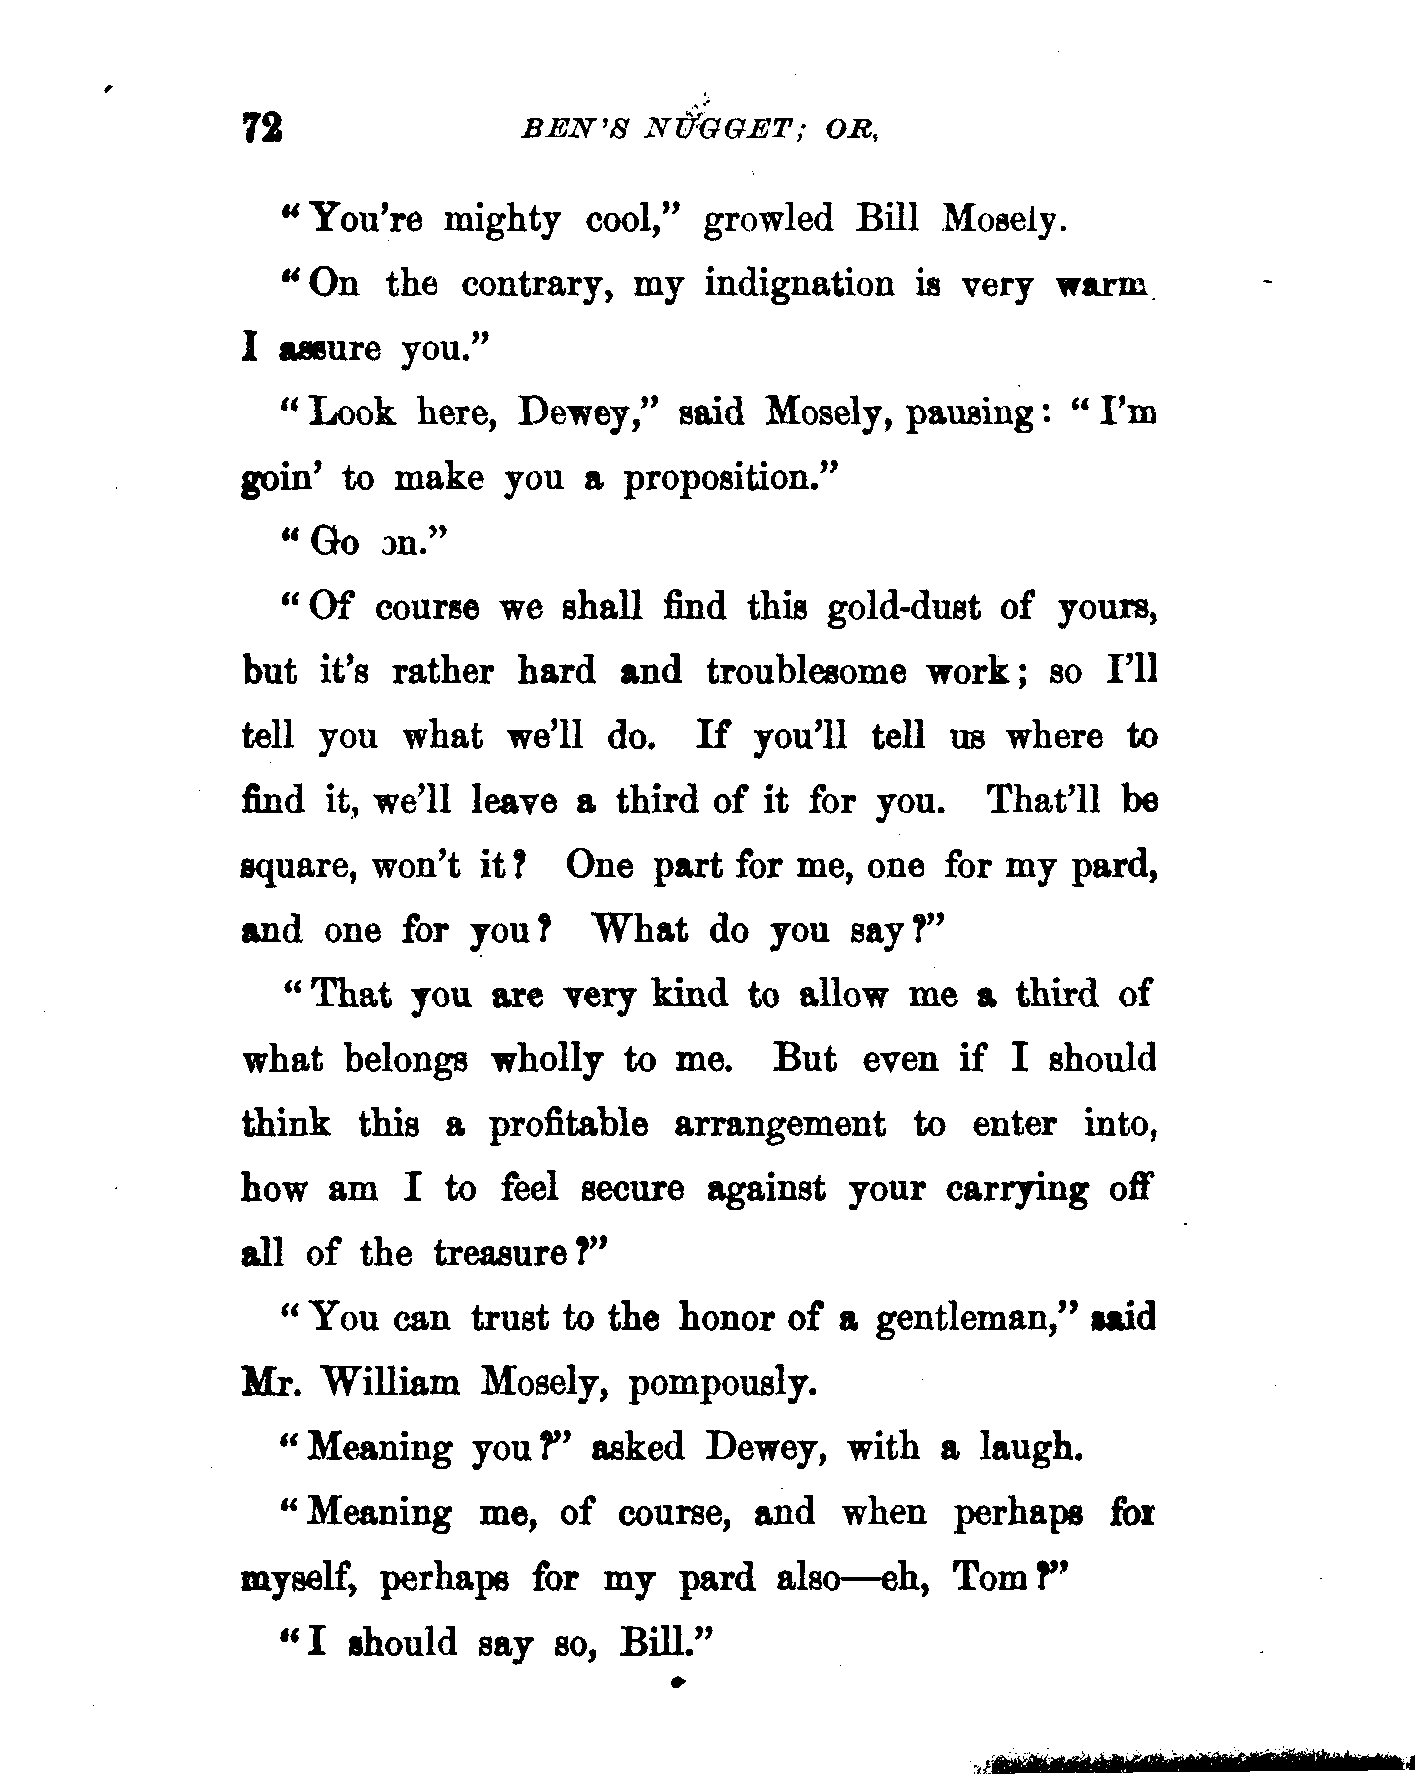 72 BEN'S NUGGET; OR,
"You're mighty cool," growled Bill Mosely.
"On the contrary, my indignation is very warm
I assure you."
"Look here, Dewey," said Mosely, pausing: "I'm
goin' to make you a proposition."
"Go on."
"Of course we shall find this gold-dust of yours,
but it's rather hard and troublesome work; so I'll
tell you what we'll do. If you'll tell us where to
find it, we'll leave a third of it for you. That'll be
square, won't it? One part for me, one for my pard,
and one for you? What do you say?"
"That you are very kind to allow me a third of
what belongs wholly to me. But even if I should
think this a profitable arrangement to enter into,
how am I to feel secure against your carrying off
all of the treasure?"
"You can trust to the honor of a gentleman," said
Mr. William Mosely, pompously.
"Meaning you?" asked Dewey, with a laugh.
"Meaning me, of course, and when perhaps for
myself, perhaps for my pard also—eh, Tom?"
"I should say so, Bill."